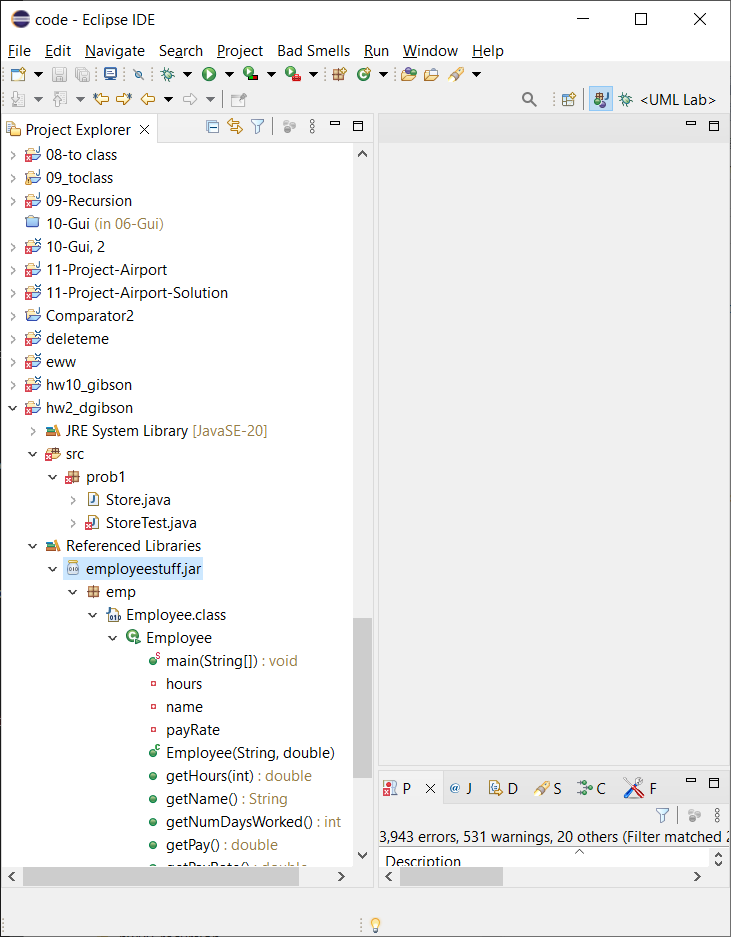 code - Eclipse IDE
File Edit Navigate Search Project Bad Smells Run Window Help
<UML Lab>
Project Explorer
08-to class
09_toclass
09-Recursion
10-Gui (in 06-Gui)
10-Gui, 2
11-Project-Airport
11-Project-Airport-Solution
Comparator2
deleteme
eww
hw10_gibson
hw2_dgibson
JRE System Library [JavaSE-20]
src
prob1
Store.java
StoreTest.java
Referenced Libraries
employeestuff.jar
emp
Employee.class
Employee
main(String[]) : void
hours
name
payRate
Employee(String, double)
getHours(int) : double
getName() : String
getNumDaysWorked() : int
getPay() : double
getPayRate() : double
P @ J D S C F
3,943 errors, 531 warnings, 20 others (Filter matched 2
Description